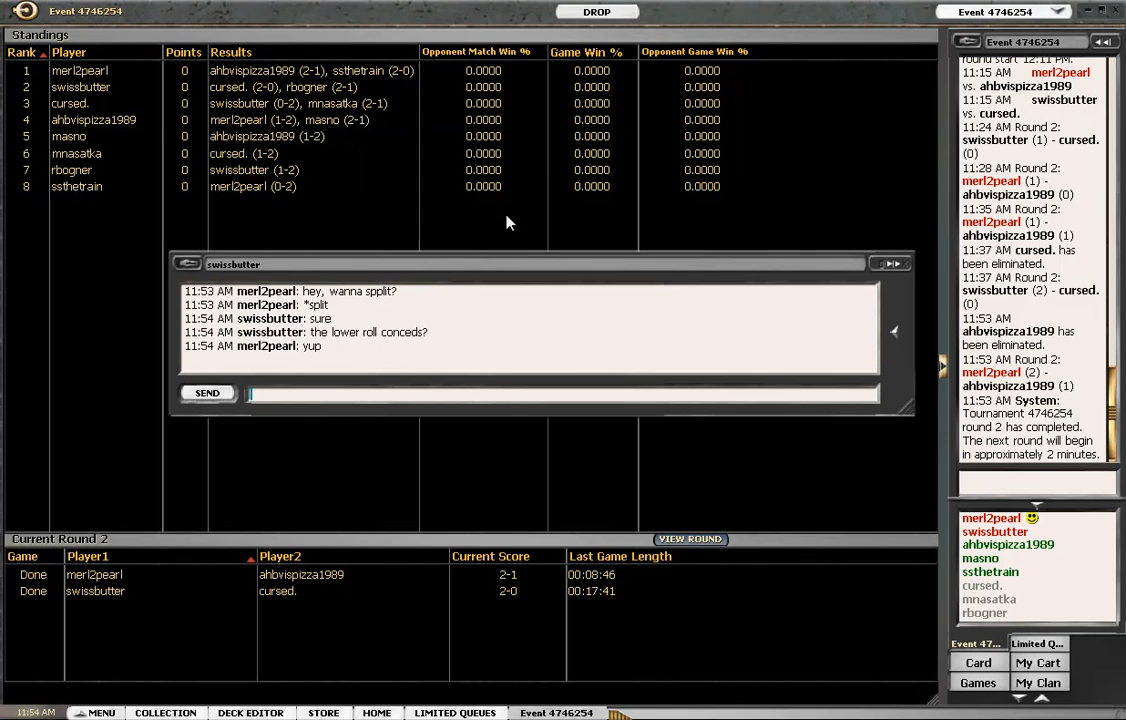 DROP
Event 4746254
Standings
Rank Player Points Results Opponent Match Win % Game Win % Opponent Game Win %
1 merl2pearl 0 ahbvispizza1989 (2-1), ssthetrain (2-0) 0.0000 0.0000 0.0000
2 swissbutter 0 cursed. (2-0), rbogner (2-1) 0.0000 0.0000 0.0000
3 cursed. 0 swissbutter (0-2), mnasatka (2-1) 0.0000 0.0000 0.0000
4 ahbvispizza1989 0 merl2pearl (1-2), masno (2-1) 0.0000 0.0000 0.0000
5 masno 0 ahbvispizza1989 (1-2) 0.0000 0.0000 0.0000
6 mnasatka 0 cursed. (1-2) 0.0000 0.0000 0.0000
7 rbogner 0 swissbutter (1-2) 0.0000 0.0000 0.0000
8 ssthetrain 0 merl2pearl (0-2) 0.0000 0.0000 0.0000
swissbutter
11:53 AM merl2pearl: hey, wanna spplit?
11:53 AM merl2pearl: *split
11:54 AM swissbutter: sure
11:54 AM swissbutter: the lower roll conceds?
11:54 AM merl2pearl: yup
SEND
Current Round 2
VIEW ROUND
Game Player1 Player2 Current Score Last Game Length
Done merl2pearl ahbvispizza1989 2-1 00:08:46
Done swissbutter cursed. 2-0 00:17:41
Event 4746254
round start 12:11 PM.
11:15 AM merl2pearl
vs. ahbvispizza1989
11:15 AM swissbutter
vs. cursed.
11:24 AM Round 2:
swissbutter (1) - cursed.
(0)
11:28 AM Round 2:
merl2pearl (1) -
ahbvispizza1989 (0)
11:35 AM Round 2:
merl2pearl (1) -
ahbvispizza1989 (1)
11:37 AM cursed. has
been eliminated.
11:37 AM Round 2:
swissbutter (2) - cursed.
(0)
11:53 AM
ahbvispizza1989 has
been eliminated.
11:53 AM Round 2:
merl2pearl (2) -
ahbvispizza1989 (1)
11:53 AM System:
Tournament 4746254
round 2 has completed.
The next round will begin
in approximately 2 minutes.
merl2pearl
swissbutter
ahbvispizza1989
masno
ssthetrain
cursed.
mnasatka
rbogner
Event 47... Limited Q...
Card My Cart
Games My Clan
11:54 AM MENU COLLECTION DECK EDITOR STORE HOME LIMITED QUEUES Event 4746254